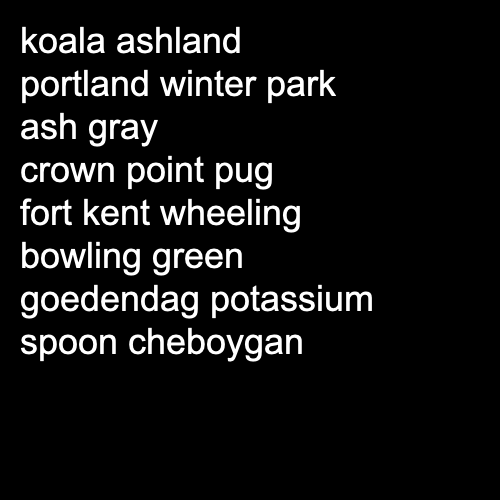 koala ashland
portland winter park
ash gray
crown point pug
fort kent wheeling
bowling green
goedendag potassium
spoon cheboygan